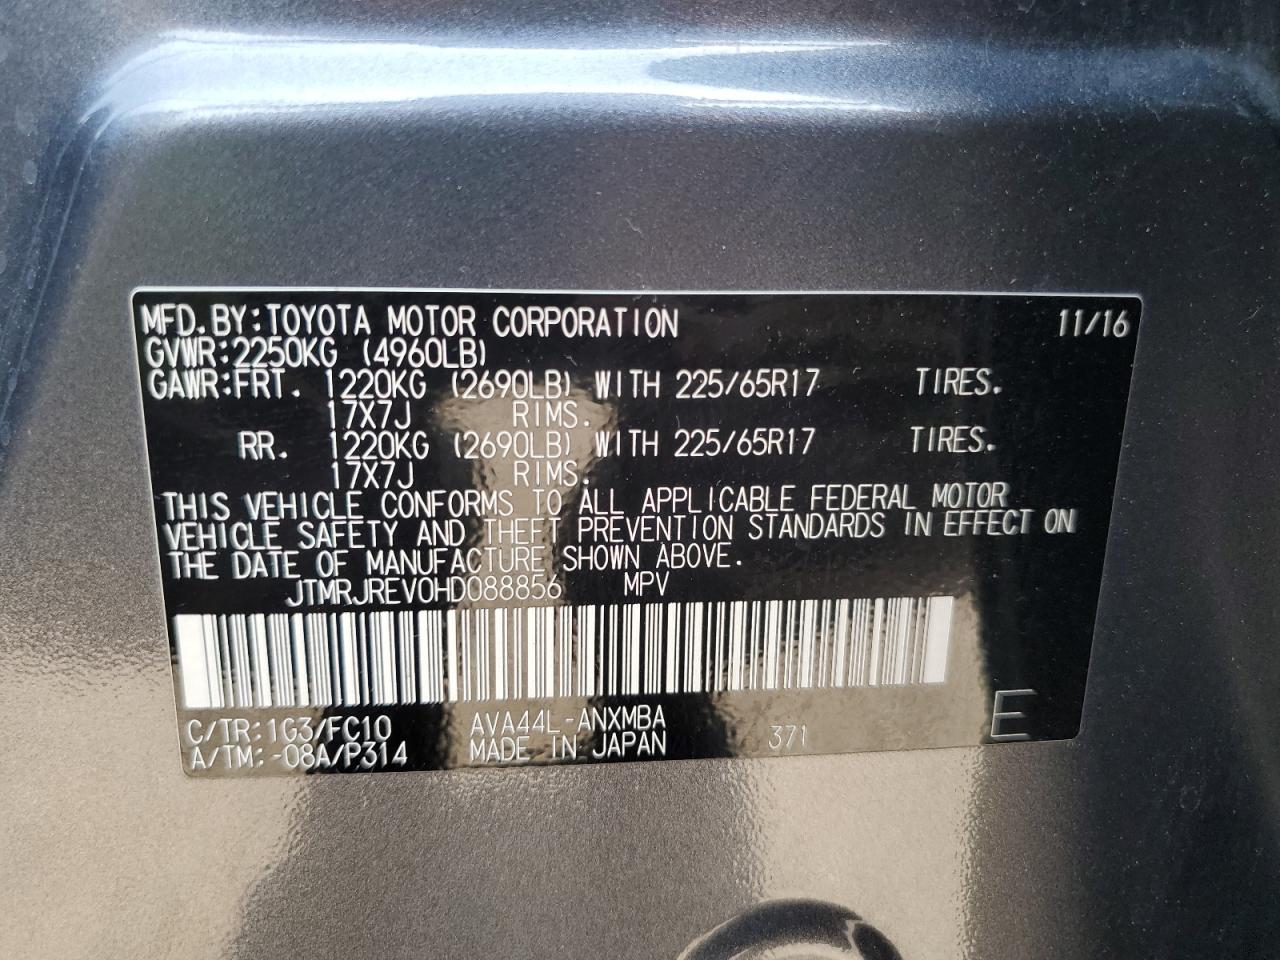 MFD.BY:TOYOTA MOTOR CORPORATION 11/16
GVWR:2250KG (4960LB)
GAWR:FRT. 1220KG (2690LB) WITH 225/65R17 TIRES.
17X7J RIMS.
RR. 1220KG (2690LB) WITH 225/65R17 TIRES.
17X7J RIMS.
THIS VEHICLE CONFORMS TO ALL APPLICABLE FEDERAL MOTOR
VEHICLE SAFETY AND THEFT PREVENTION STANDARDS IN EFFECT ON
THE DATE OF MANUFACTURE SHOWN ABOVE.
JTMRJREV0HD088856 MPV
C/TR:1G3/FC10 AVA44L-ANXMBA
A/TM:-08A/P314 MADE IN JAPAN 371 E